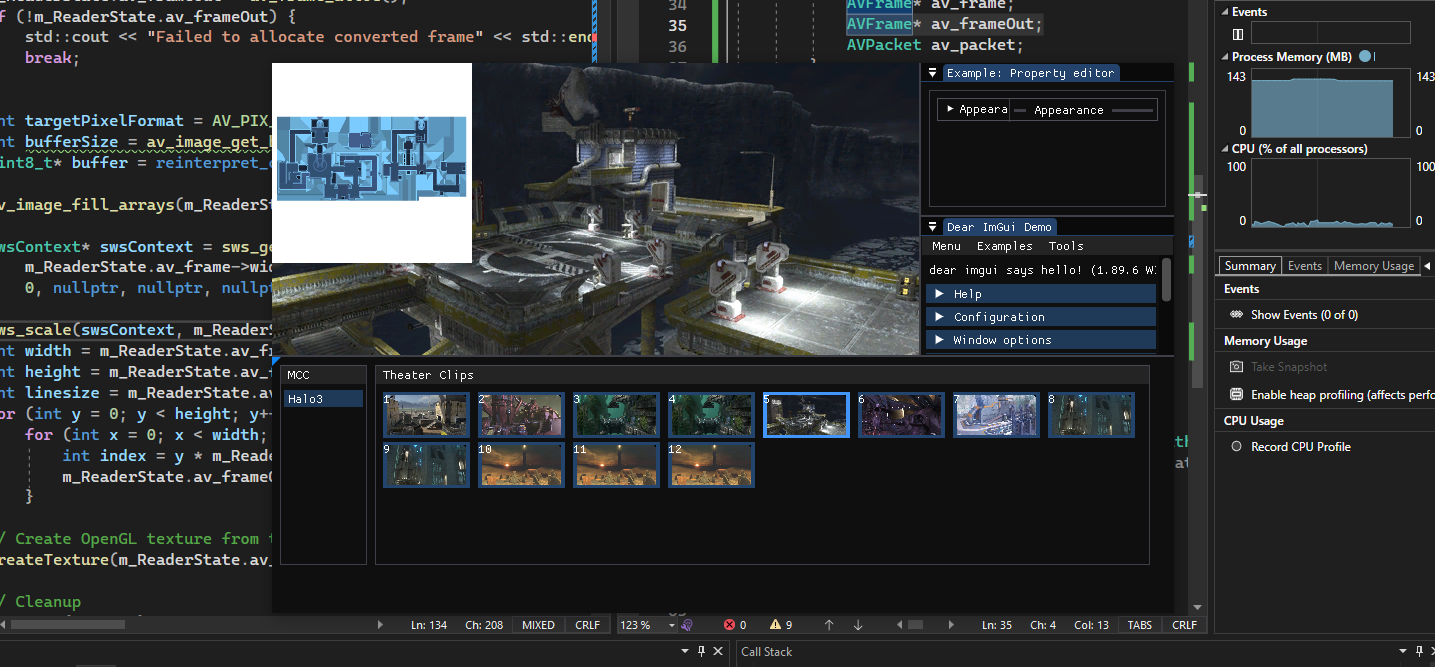 f (!m_ReaderState.av_frameOut) {
std::cout << "Failed to allocate converted frame" << std::end
break;
nt targetPixelFormat = AV_PIX_
nt bufferSize = av_image_get_
int8_t* buffer = reinterpret_c
v_image_fill_arrays(m_ReaderSt
wsContext* swsContext = sws_ge
m_ReaderState.av_frame->wid
0, nullptr, nullptr, nullp
ws_scale(swsContext, m_ReaderS
nt width = m_ReaderState.av_fr
nt height = m_ReaderState.av_
nt linesize = m_ReaderState.av
or (int y = 0; y < height; y+
for (int x = 0; x < width;
int index = y * m_Reade
m_ReaderState.av_frameO
}
/ Create OpenGL texture from
reateTexture(m_ReaderState.av_
/ Cleanup
34 AVFrame* av_frame;
35 AVFrame* av_frameOut;
36 AVPacket av_packet;
Example: Property editor
Appeara Appearance
Dear ImGui Demo
Menu Examples Tools
dear imgui says hello! (1.89.6 WI
Help
Configuration
Window options
MCC
Halo3
Theater Clips
1 2 3 4 5 6 7 8
9 10 11 12
Ln: 134 Ch: 208 MIXED CRLF
123 % 0 9 Ln: 35 Ch: 4 Col: 13 TABS CRLF
Call Stack
Events
Process Memory (MB)
143 143
0 0
CPU (% of all processors)
100 100
0 0
Summary Events Memory Usage
Events
Show Events (0 of 0)
Memory Usage
Take Snapshot
Enable heap profiling (affects perfo
CPU Usage
Record CPU Profile